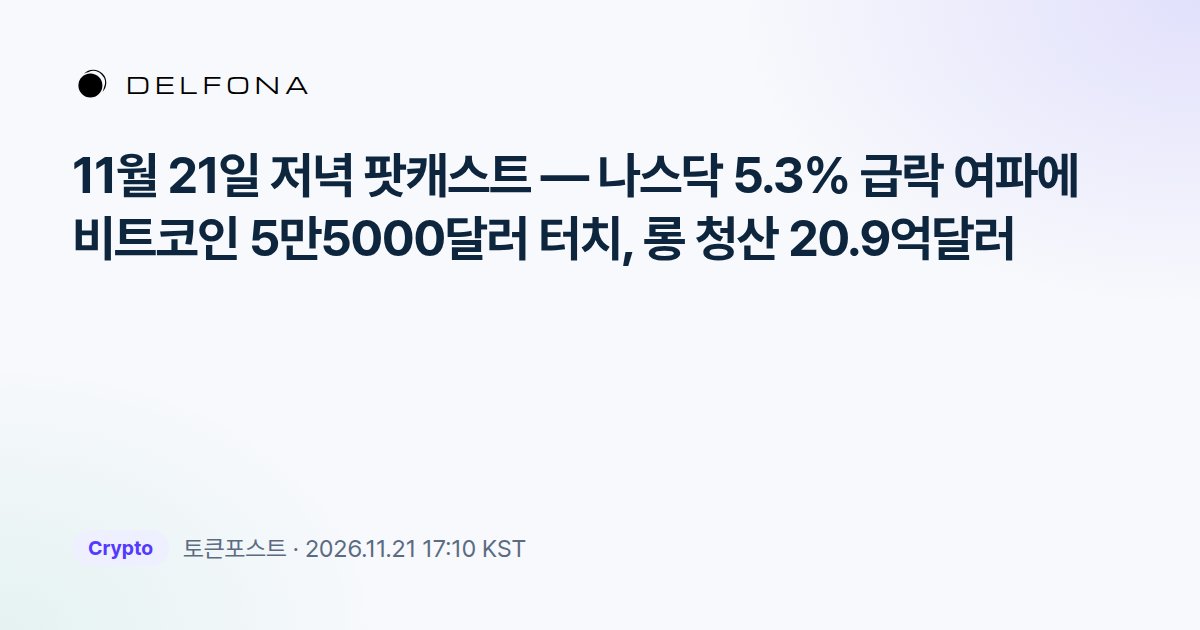 DELFONA
11월 21일 저녁 팟캐스트 — 나스닥 5.3% 급락 여파에
비트코인 5만5000달러 터치, 롱 청산 20.9억달러
Crypto 토큰포스트 · 2026.11.21 17:10 KST